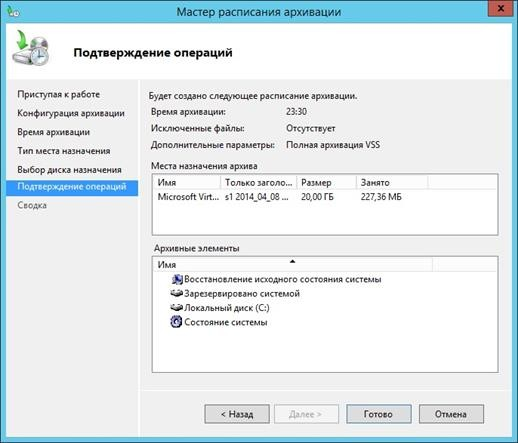 Мастер расписания архивации
Подтверждение операций
Приступая к работе
Конфигурация архивации
Время архивации
Тип места назначения
Выбор диска назначения
Подтверждение операций
Сводка
Будет создано следующее расписание архивации.
Время архивации: 23:30
Исключенные файлы: Отсутствует
Дополнительные параметры: Полная архивация VSS
Места назначения архива
Имя Только заголо... Размер Занято
Microsoft Virt... s1 2014_04_08 ... 20,00 ГБ 227,36 МБ
Архивные элементы
Имя
Восстановление исходного состояния системы
Зарезервировано системой
Локальный диск (C:)
Состояние системы
< Назад Далее > Готово Отмена